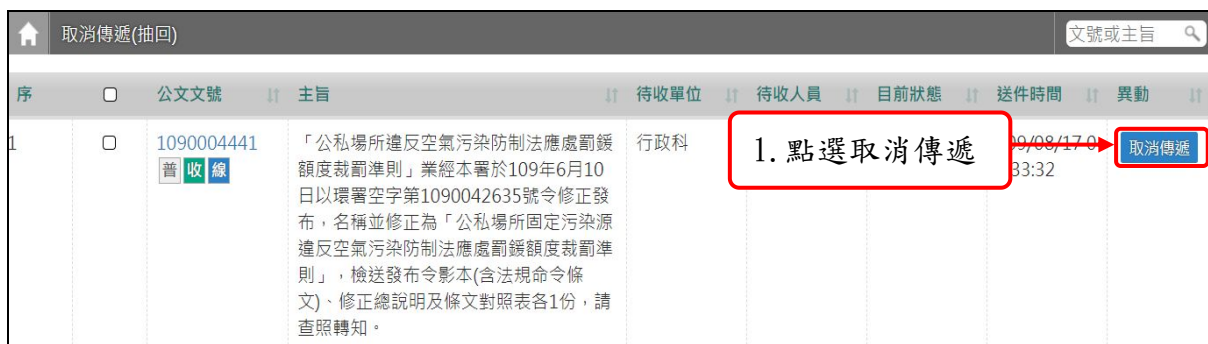 取消傳遞(抽回)
文號或主旨
序 公文文號 主旨 待收單位 待收人員 目前狀態 送件時間 異動
1 1090004441 「公私場所違反空氣污染防制法應處罰鍰 行政科 09/08/17 0 取消傳遞
普 收 線 額度裁罰準則」業經本署於109年6月10 33:32
日以環署空字第1090042635號令修正發
布，名稱並修正為「公私場所固定污染源
違反空氣污染防制法應處罰鍰額度裁罰準
則」，檢送發布令影本(含法規命令條
文)、修正總說明及條文對照表各1份，請
查照轉知。
1. 點選取消傳遞